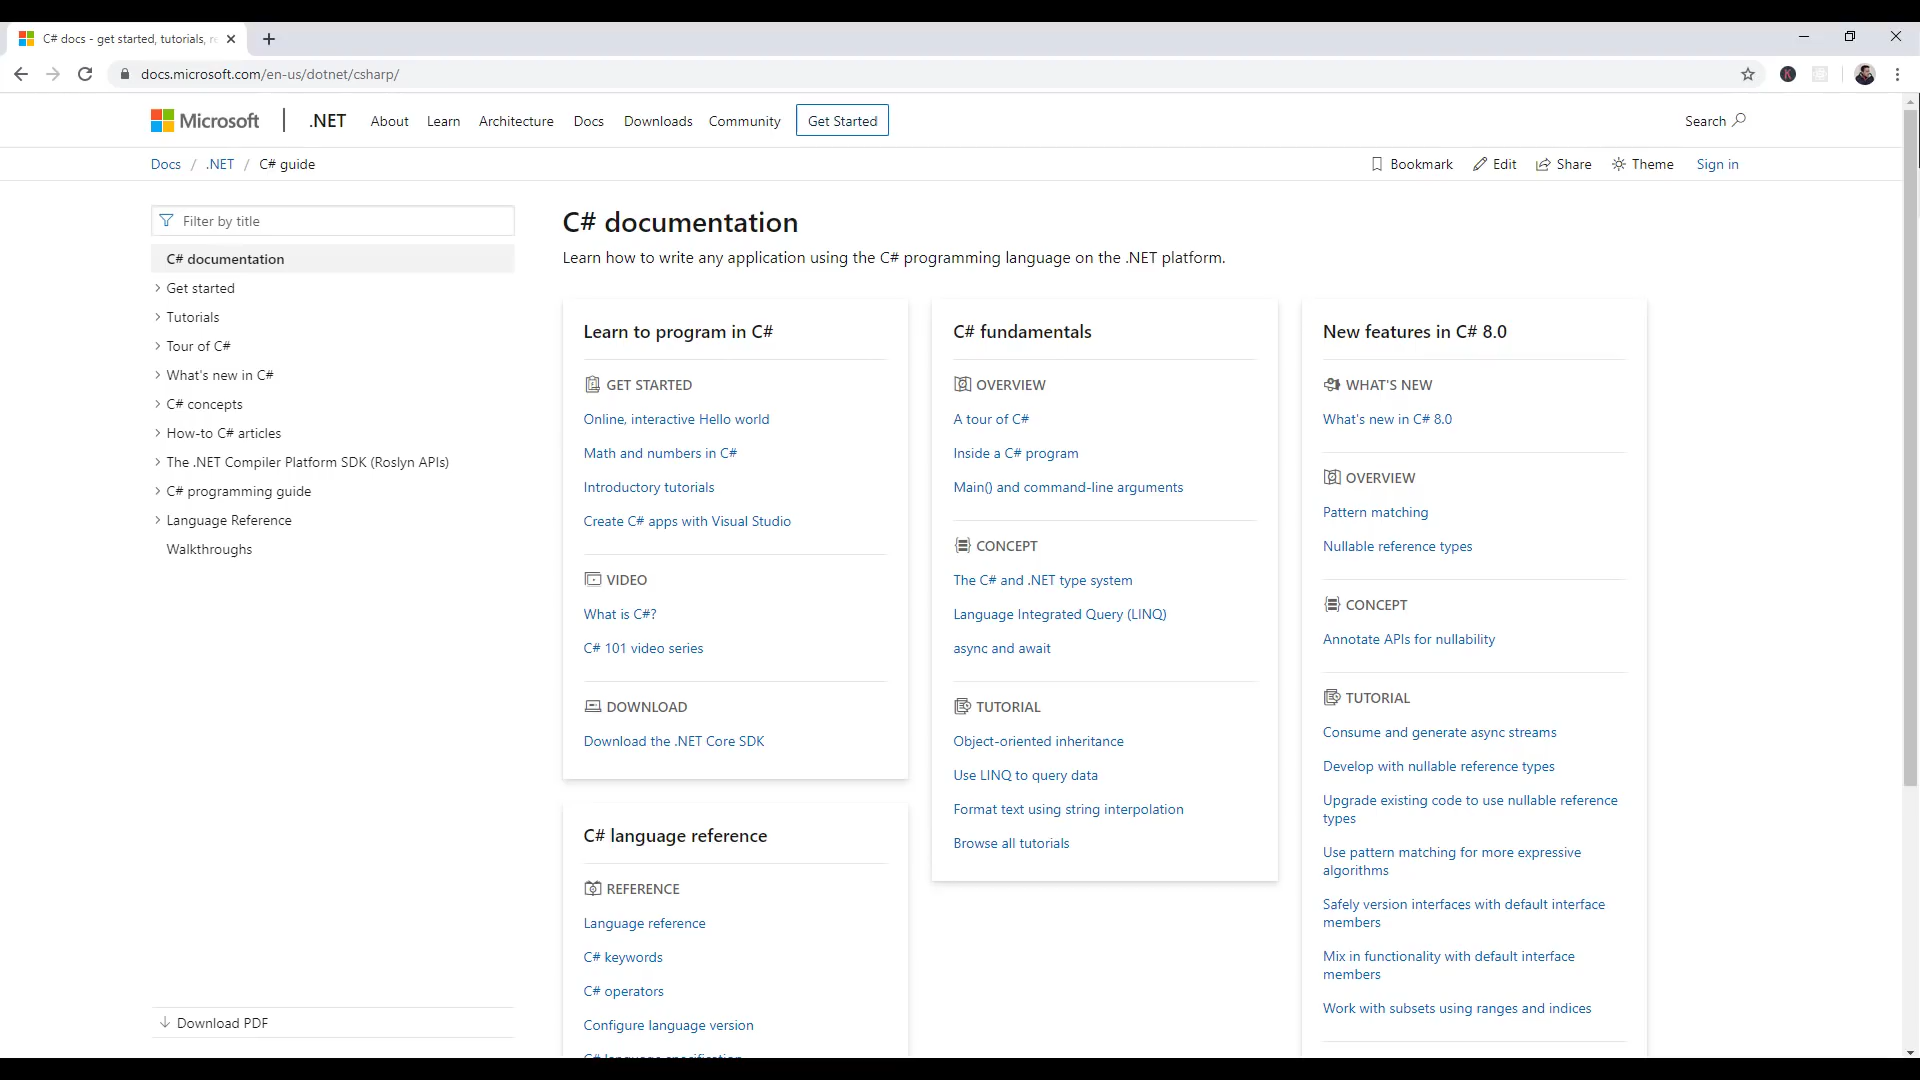 C# docs - get started, tutorials, re
docs.microsoft.com/en-us/dotnet/csharp/
K
Microsoft
.NET
About
Learn
Architecture
Docs
Downloads
Community
Get Started
Search
Docs / .NET / C# guide
Bookmark
Edit
Share
Theme
Sign in
Filter by title
C# documentation
Get started
Tutorials
Tour of C#
What's new in C#
C# concepts
How-to C# articles
The .NET Compiler Platform SDK (Roslyn APIs)
C# programming guide
Language Reference
Walkthroughs
Download PDF
C# documentation
Learn how to write any application using the C# programming language on the .NET platform.
Learn to program in C#
GET STARTED
Online, interactive Hello world
Math and numbers in C#
Introductory tutorials
Create C# apps with Visual Studio
VIDEO
What is C#?
C# 101 video series
DOWNLOAD
Download the .NET Core SDK
C# language reference
REFERENCE
Language reference
C# keywords
C# operators
Configure language version
C# language specification
C# fundamentals
OVERVIEW
A tour of C#
Inside a C# program
Main() and command-line arguments
CONCEPT
The C# and .NET type system
Language Integrated Query (LINQ)
async and await
TUTORIAL
Object-oriented inheritance
Use LINQ to query data
Format text using string interpolation
Browse all tutorials
New features in C# 8.0
WHAT'S NEW
What's new in C# 8.0
OVERVIEW
Pattern matching
Nullable reference types
CONCEPT
Annotate APIs for nullability
TUTORIAL
Consume and generate async streams
Develop with nullable reference types
Upgrade existing code to use nullable reference
types
Use pattern matching for more expressive
algorithms
Safely version interfaces with default interface
members
Mix in functionality with default interface
members
Work with subsets using ranges and indices